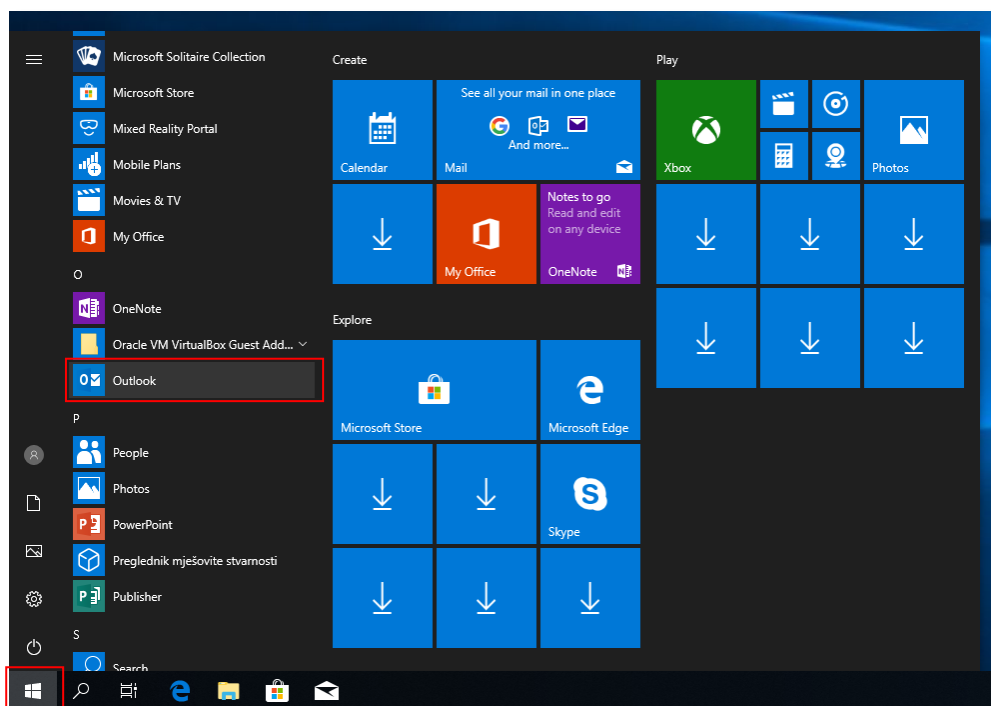 Microsoft Solitaire Collection
Microsoft Store
Mixed Reality Portal
Mobile Plans
Movies & TV
My Office
O
OneNote
Oracle VM VirtualBox Guest Add...
Outlook
P
People
Photos
PowerPoint
Preglednik mješovite stvarnosti
Publisher
S
Search
Create
Calendar
See all your mail in one place
And more...
Mail
My Office
Notes to go
Read and edit
on any device
OneNote
Explore
Microsoft Store
Microsoft Edge
Skype
Play
Xbox
Photos